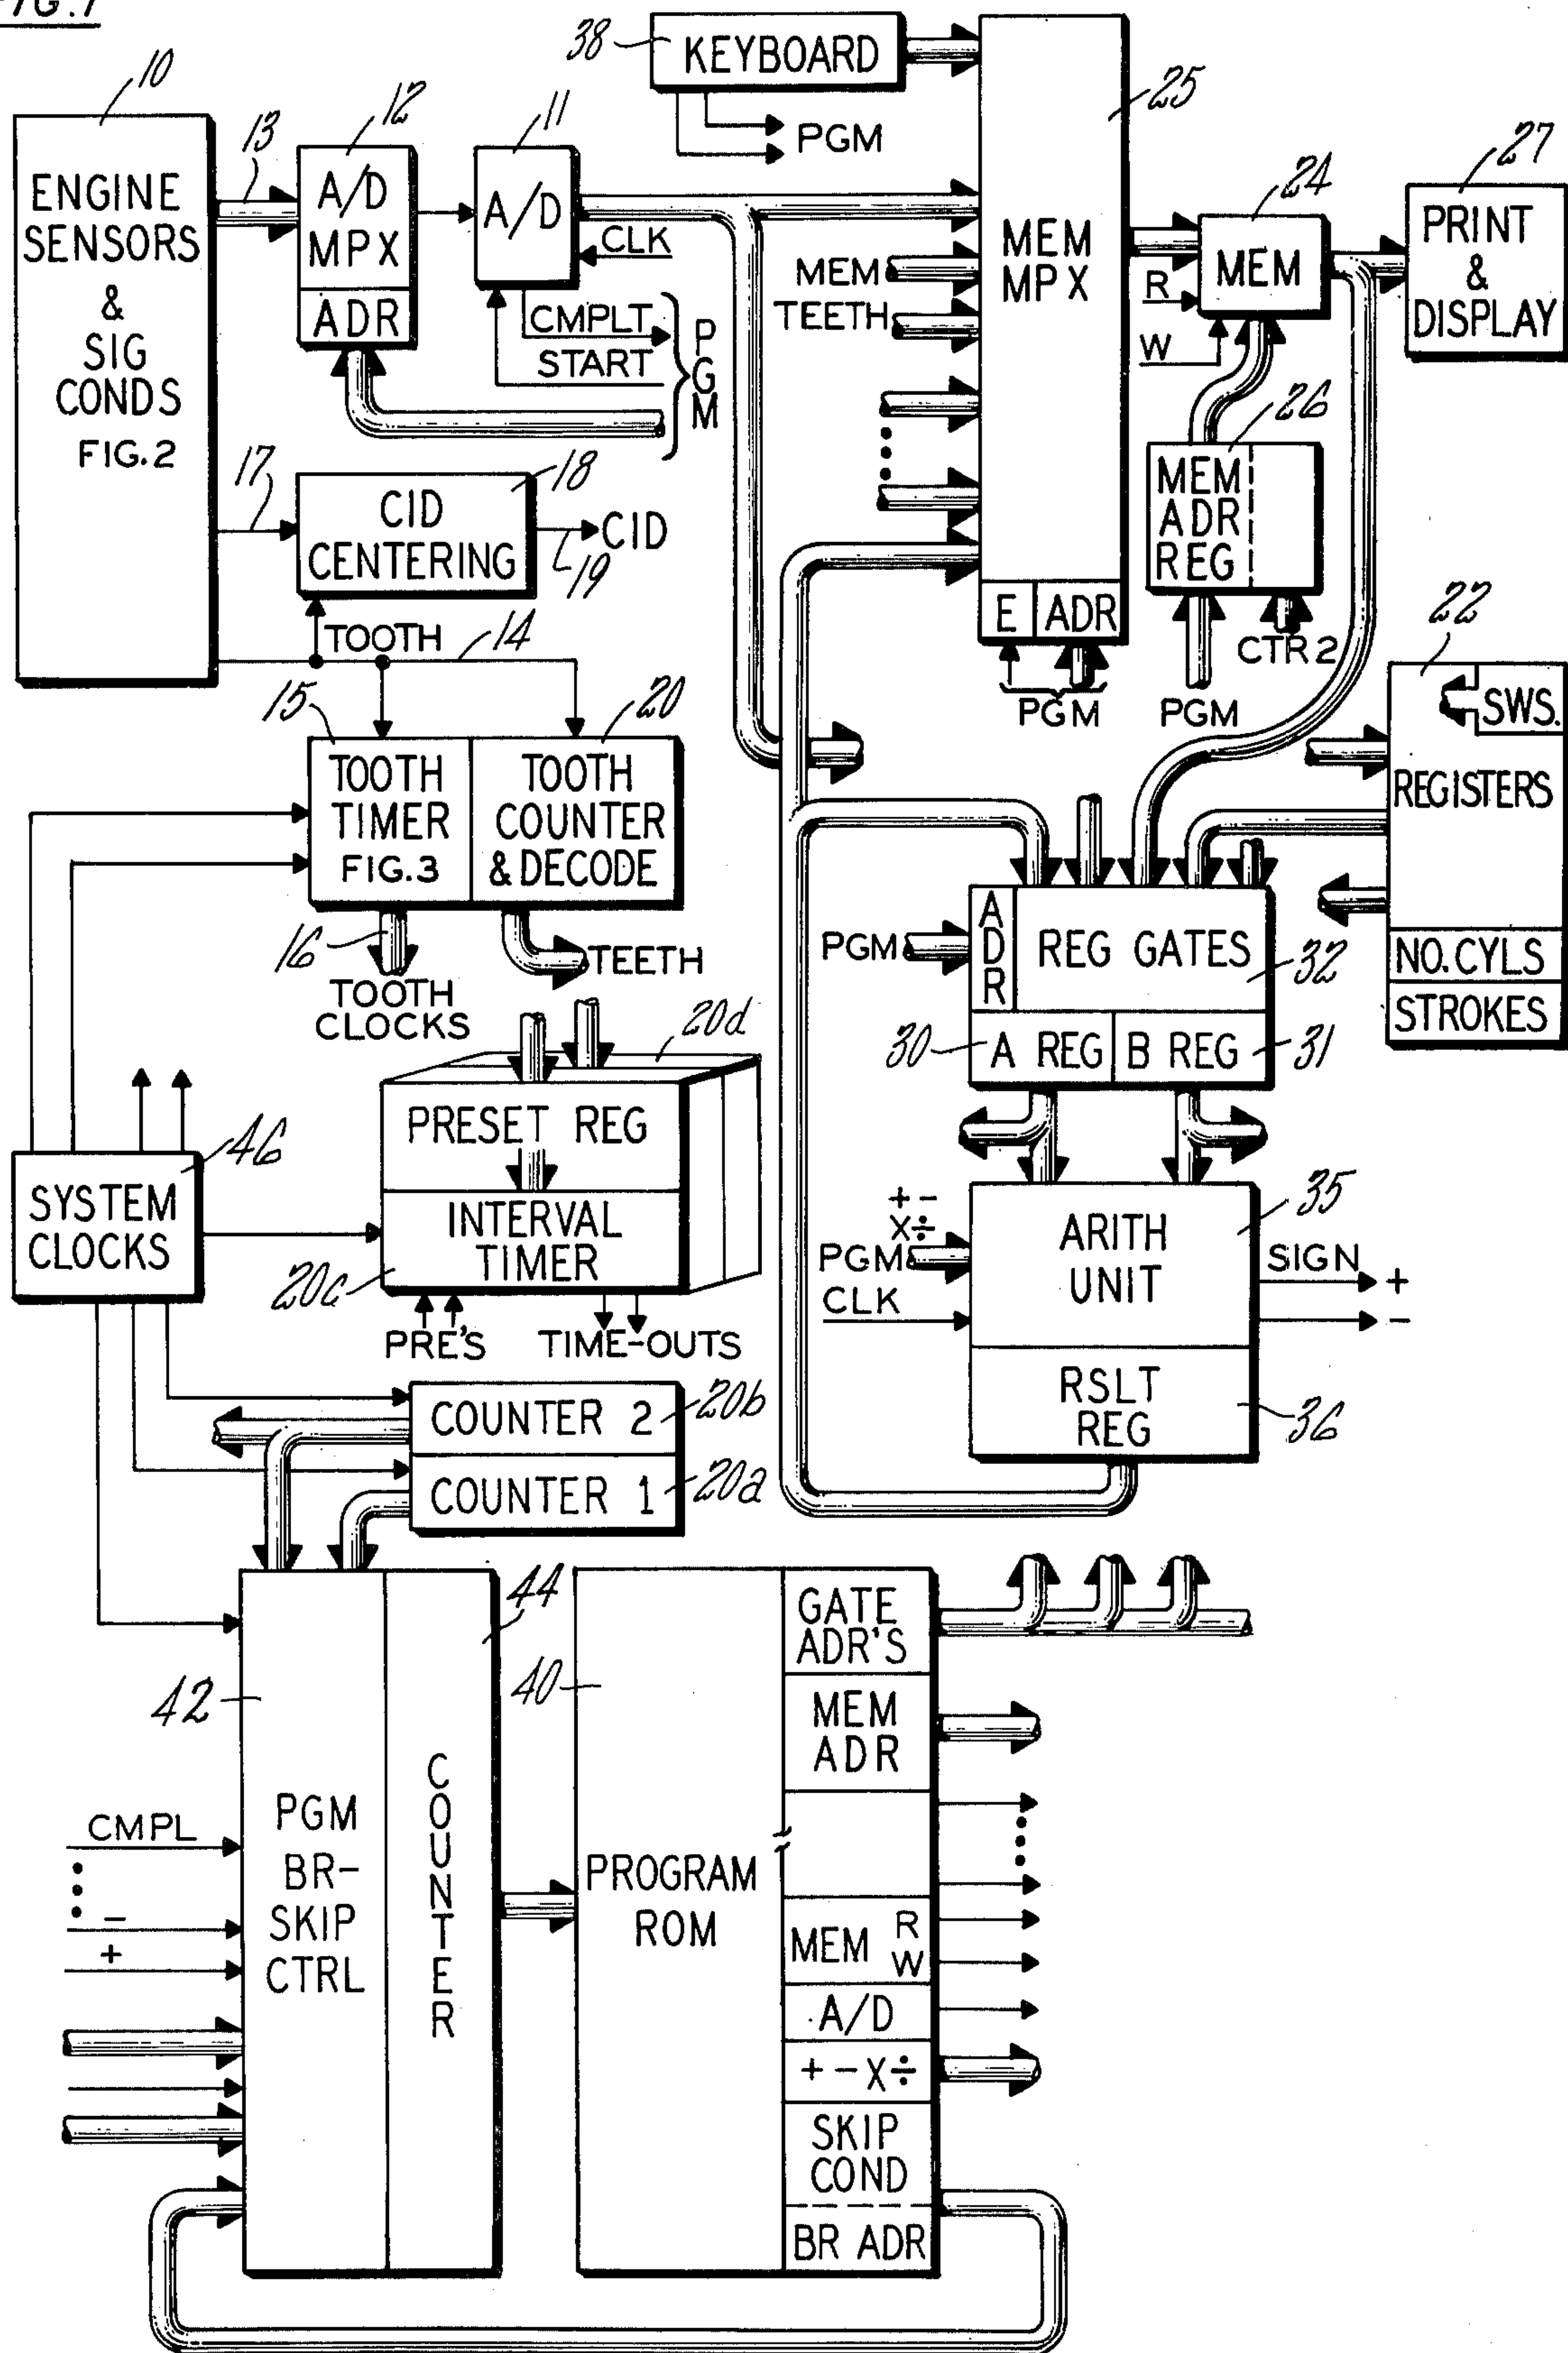 FIG.1
10
ENGINE
SENSORS
&
SIG
CONDS
FIG.2
13
12
A/D
MPX
ADR
11
A/D
CLK
CMPLT
START
PGM
38
KEYBOARD
PGM
25
MEM
MPX
MEM
TEETH
E ADR
PGM
24
MEM
R
W
27
PRINT
&
DISPLAY
26
MEM
ADR
REG
CTR 2
PGM
17
18
CID
CENTERING
CID
19
TOOTH
14
15
TOOTH
TIMER
FIG.3
20
TOOTH
COUNTER
& DECODE
16
TOOTH
CLOCKS
TEETH
22
SWS.
REGISTERS
NO. CYLS
STROKES
PGM
ADR
REG GATES
32
30
A REG
B REG
31
20d
PRESET REG
INTERVAL
TIMER
20c
PRE'S
TIME-OUTS
46
SYSTEM
CLOCKS
+ -
X÷
PGM
CLK
ARITH
UNIT
35
SIGN
+
-
RSLT
REG
36
COUNTER 2
20b
COUNTER 1
20a
42
PGM
BR-
SKIP
CTRL
44
COUNTER
CMPL
-
+
40
PROGRAM
ROM
GATE
ADR'S
MEM
ADR
MEM R
W
A/D
+ - X ÷
SKIP
COND
BR ADR